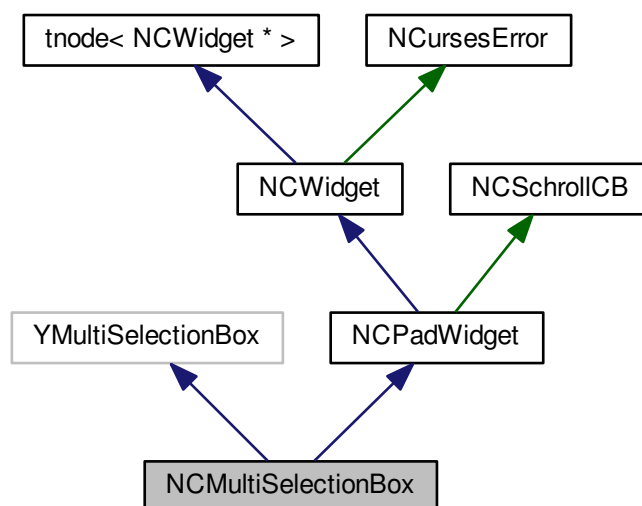 tnode< NCWidget * >
NCursesError
NCWidget
NCSchrollCB
YMultiSelectionBox
NCPadWidget
NCMultiSelectionBox